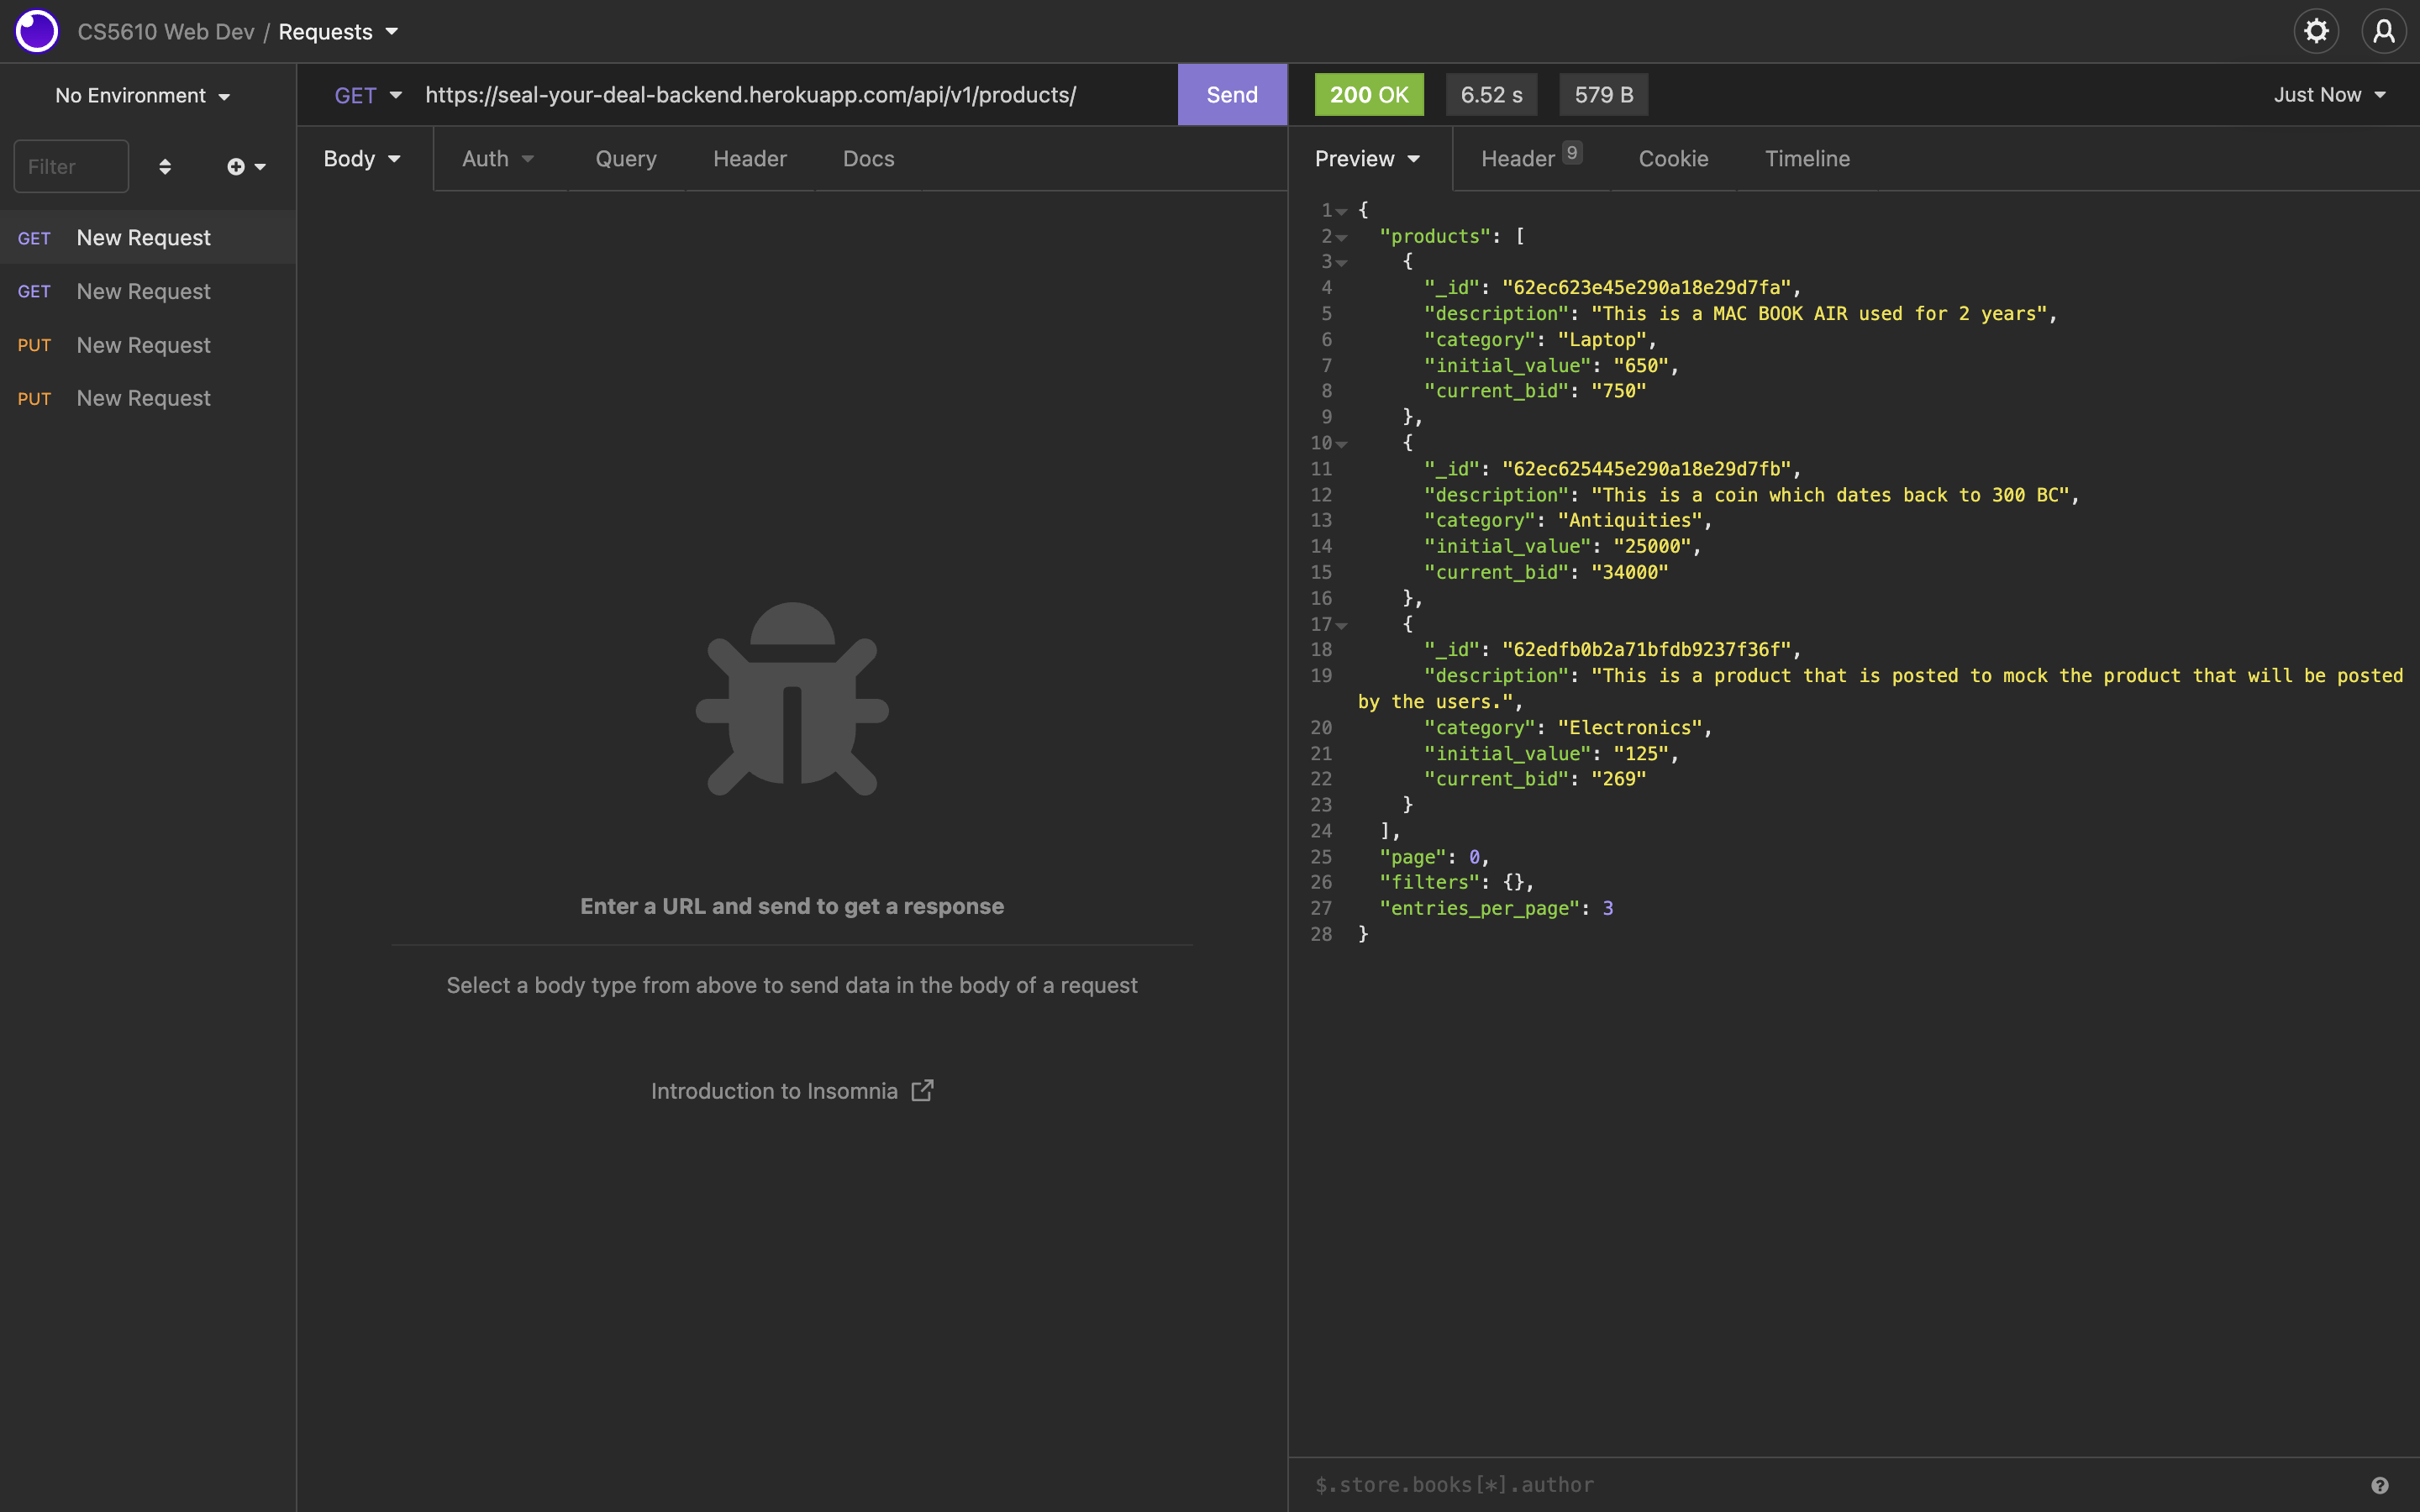 CS5610 Web Dev / Requests
No Environment
Filter
GET New Request
GET New Request
PUT New Request
PUT New Request
GET https://seal-your-deal-backend.herokuapp.com/api/v1/products/ Send
Body Auth Query Header Docs
Enter a URL and send to get a response
Select a body type from above to send data in the body of a request
Introduction to Insomnia
200 OK 6.52 s 579 B Just Now
Preview Header 9 Cookie Timeline
1 {
2 "products": [
3 {
4 "_id": "62ec623e45e290a18e29d7fa",
5 "description": "This is a MAC BOOK AIR used for 2 years",
6 "category": "Laptop",
7 "initial_value": "650",
8 "current_bid": "750"
9 },
10 {
11 "_id": "62ec625445e290a18e29d7fb",
12 "description": "This is a coin which dates back to 300 BC",
13 "category": "Antiquities",
14 "initial_value": "25000",
15 "current_bid": "34000"
16 },
17 {
18 "_id": "62edfb0b2a71bfdb9237f36f",
19 "description": "This is a product that is posted to mock the product that will be posted
by the users.",
20 "category": "Electronics",
21 "initial_value": "125",
22 "current_bid": "269"
23 }
24 ],
25 "page": 0,
26 "filters": {},
27 "entries_per_page": 3
28 }
$.store.books[*].author